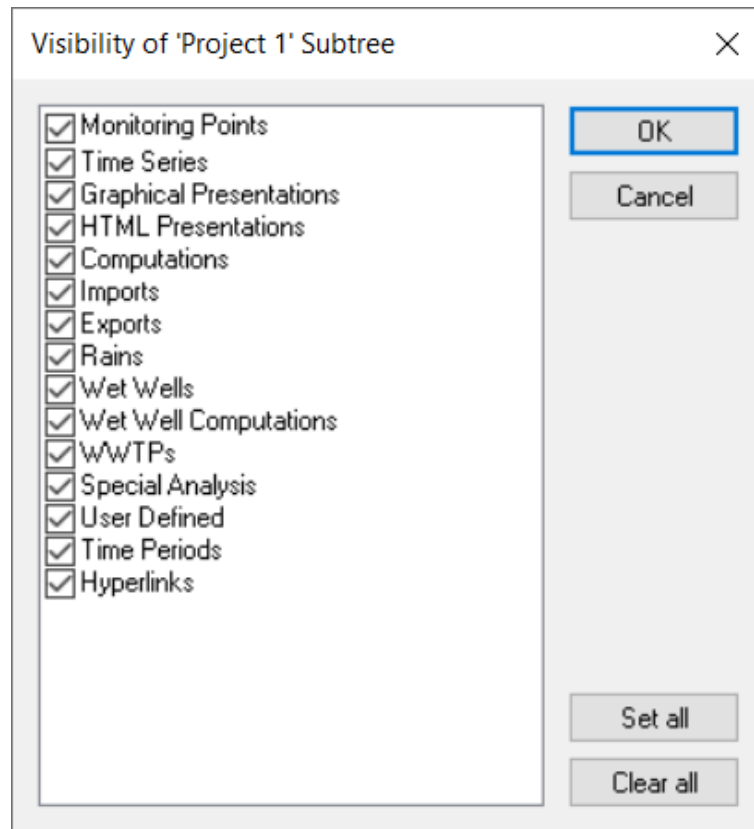 Visibility of 'Project 1' Subtree
Monitoring Points
Time Series
Graphical Presentations
HTML Presentations
Computations
Imports
Exports
Rains
Wet Wells
Wet Well Computations
WWTPs
Special Analysis
User Defined
Time Periods
Hyperlinks
OK
Cancel
Set all
Clear all